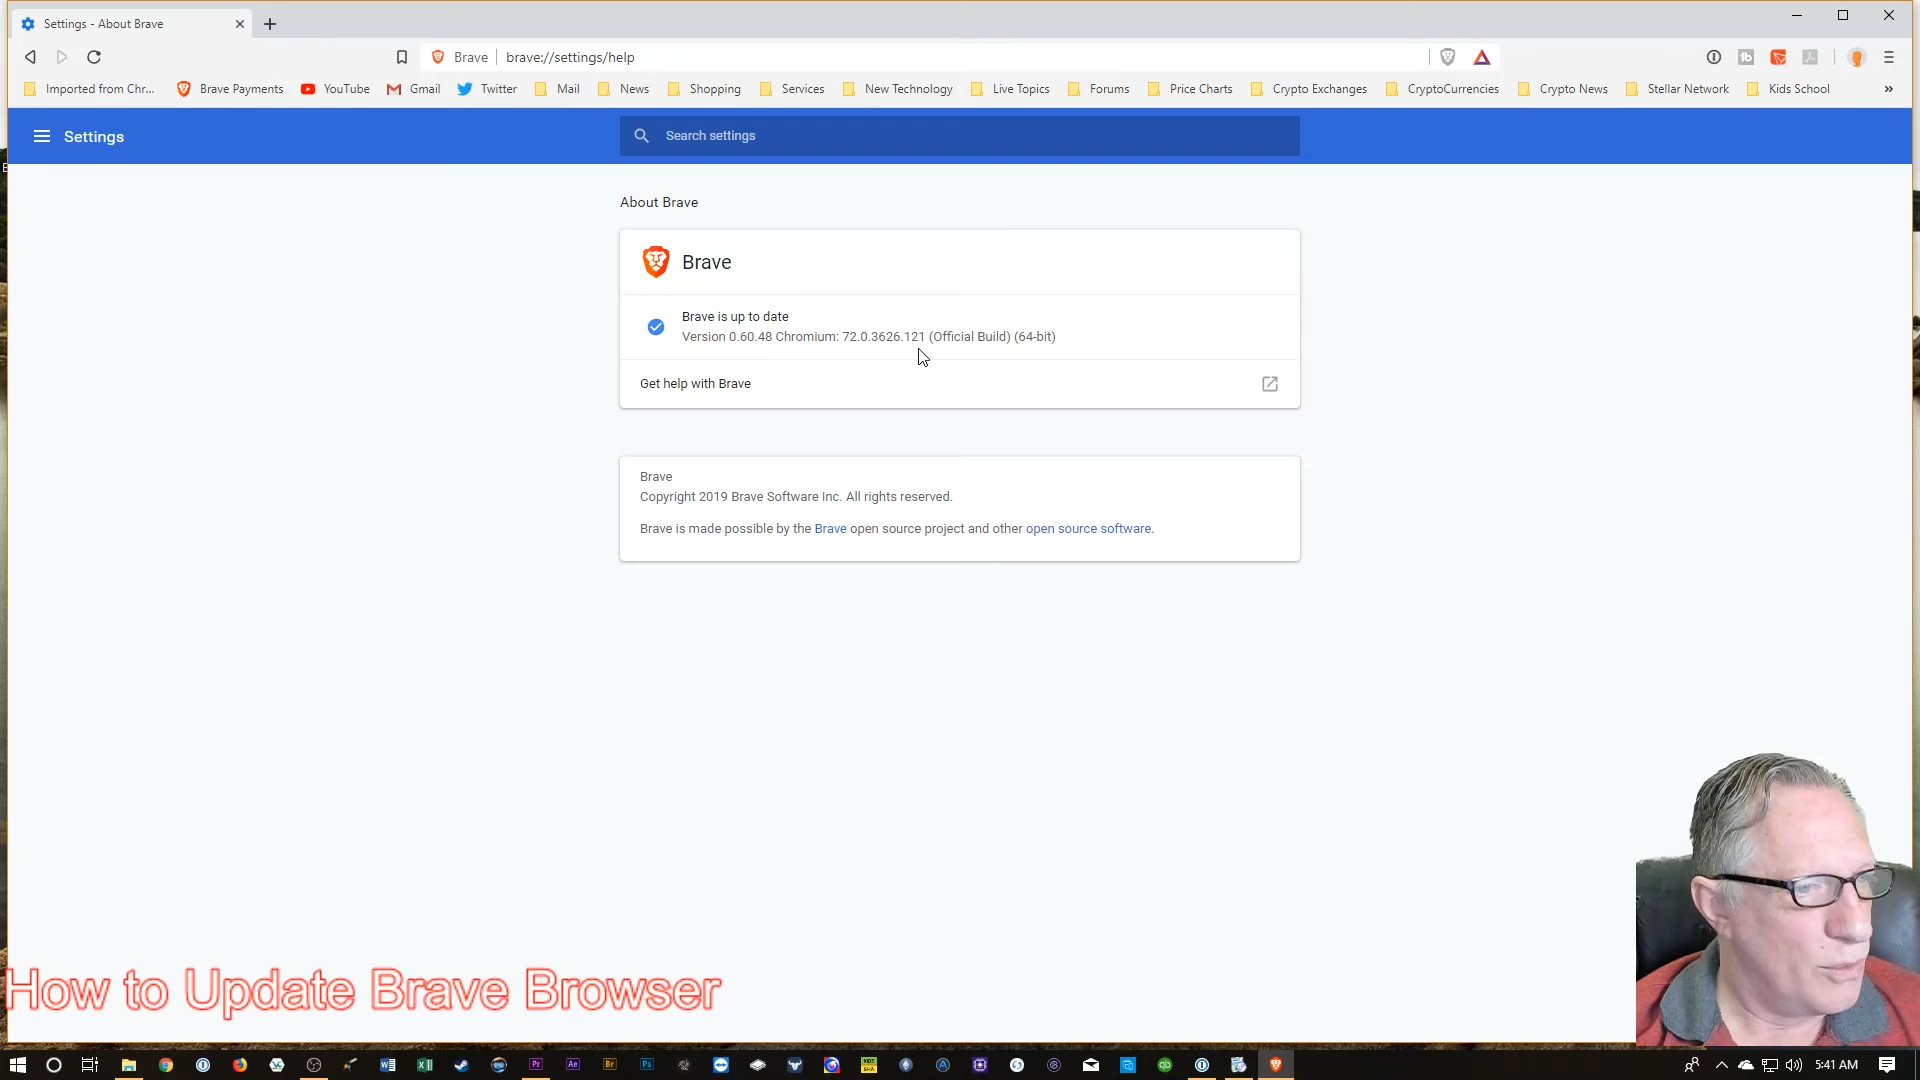 Settings - About Brave
Brave | brave://settings/help
Imported from Chr... Brave Payments YouTube Gmail Twitter Mail News Shopping Services New Technology Live Topics Forums Price Charts Crypto Exchanges CryptoCurrencies Crypto News Stellar Network Kids School »
Settings
Search settings
About Brave
Brave
Brave is up to date
Version 0.60.48 Chromium: 72.0.3626.121 (Official Build) (64-bit)
Get help with Brave
Brave
Copyright 2019 Brave Software Inc. All rights reserved.
Brave is made possible by the Brave open source project and other open source software.
How to Update Brave Browser
Pr Ae Br Ps
5:41 AM